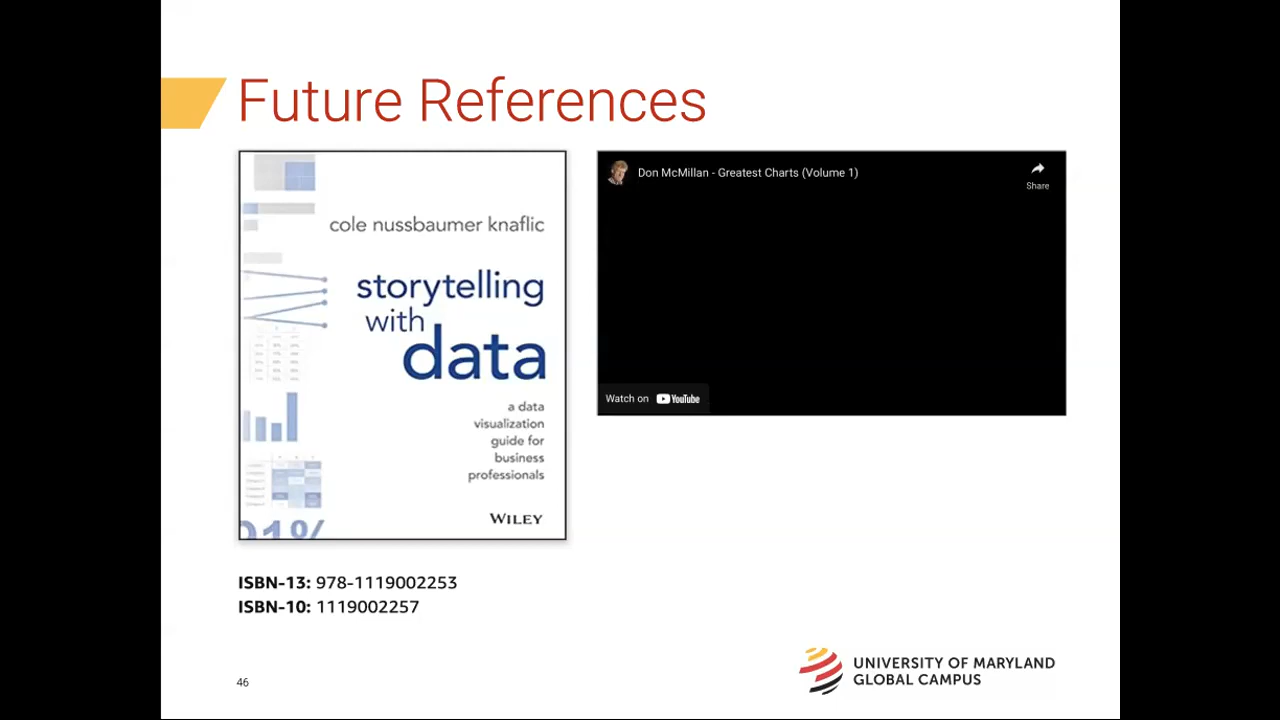 Future References
cole nussbaumer knaflic
storytelling
with
data
a data
visualization
guide for
business
professionals
WILEY
91%
Don McMillan - Greatest Charts (Volume 1)
Share
Watch on YouTube
ISBN-13: 978-1119002253
ISBN-10: 1119002257
46
UNIVERSITY OF MARYLAND
GLOBAL CAMPUS